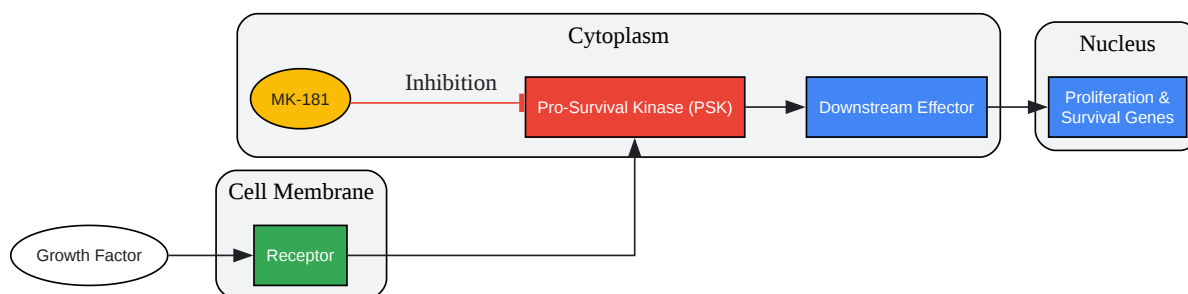 Cytoplasm
Nucleus
MK-181
Inhibition
Pro-Survival Kinase (PSK)
Downstream Effector
Proliferation &
Survival Genes
Cell Membrane
Growth Factor
Receptor